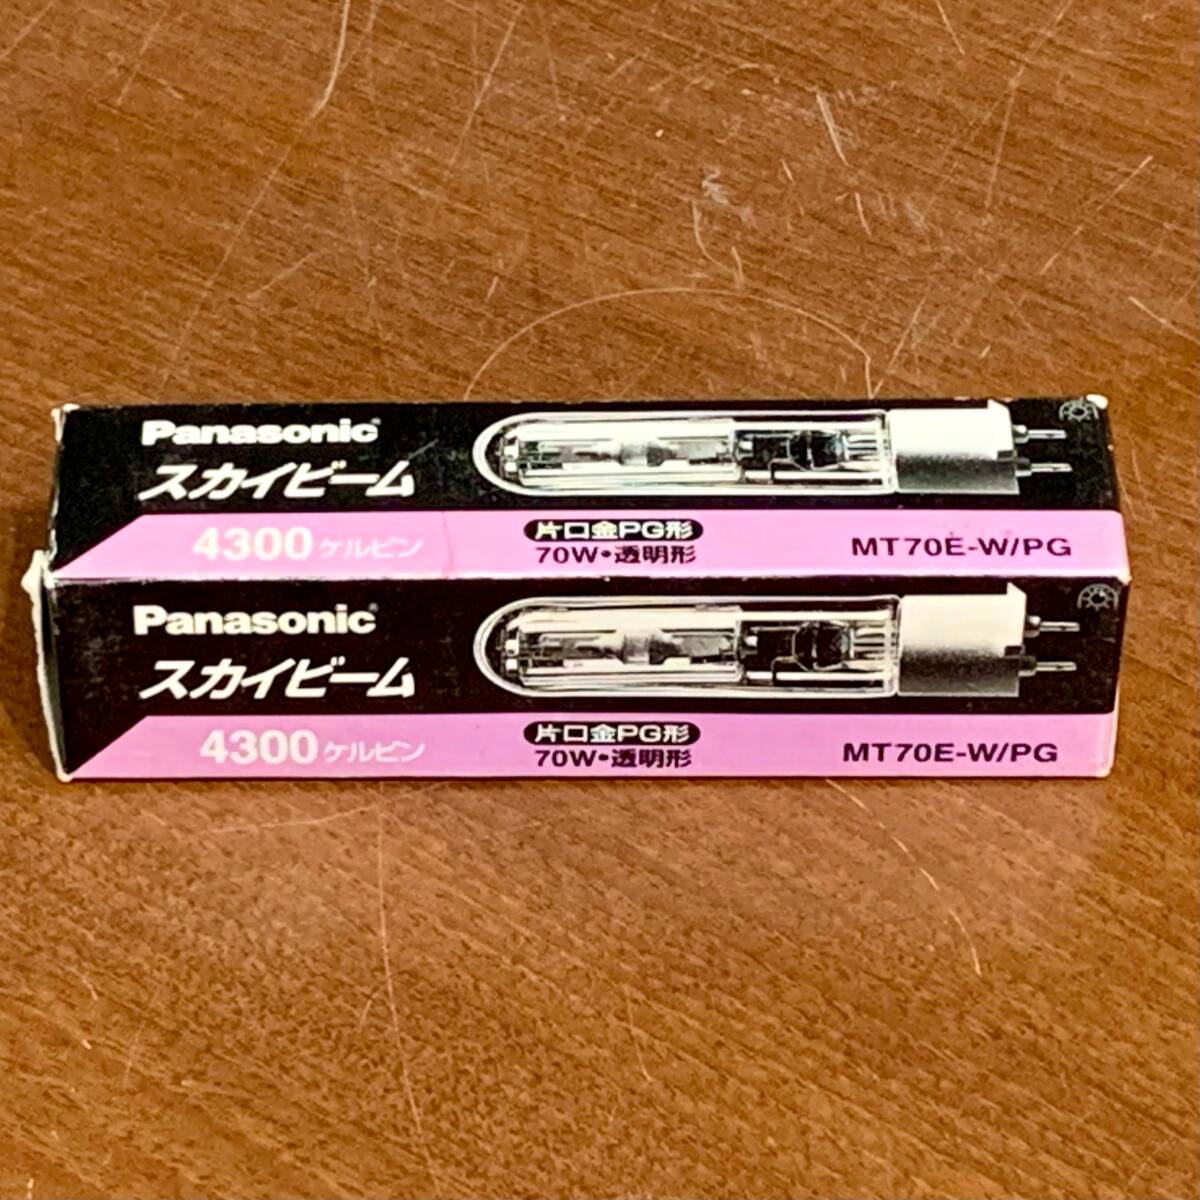 Panasonic
スカイビーム
4300ケルビン
片口金PG形
70W・透明形
MT70E-W/PG
Panasonic
スカイビーム
4300ケルビン
片口金PG形
70W・透明形
MT70E-W/PG